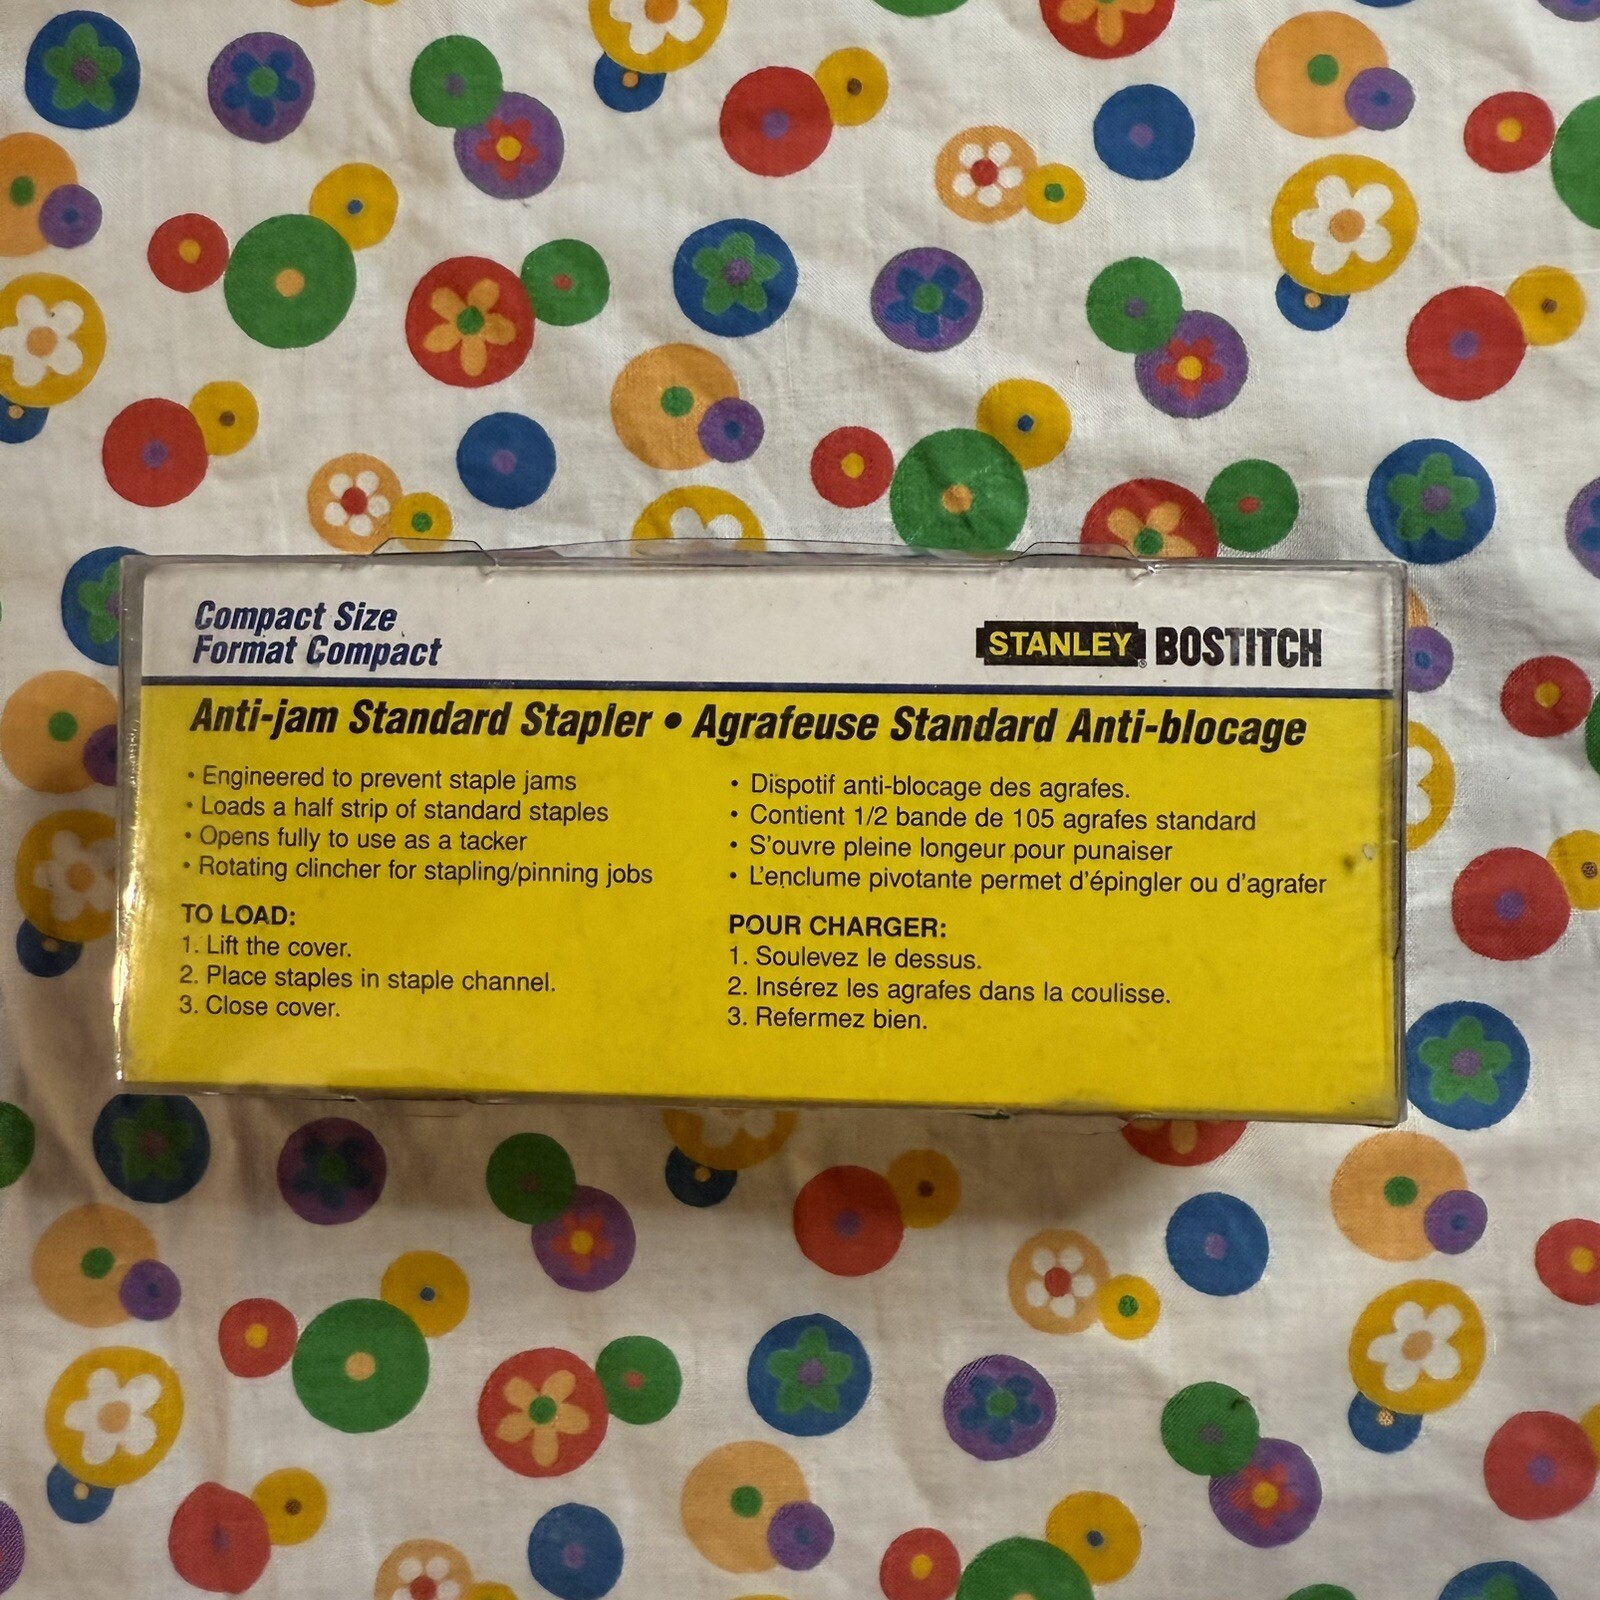 Compact Size
Format Compact
STANLEY® BOSTITCH
Anti-jam Standard Stapler • Agrafeuse Standard Anti-blocage
• Engineered to prevent staple jams
• Loads a half strip of standard staples
• Opens fully to use as a tacker
• Rotating clincher for stapling/pinning jobs
TO LOAD:
1. Lift the cover.
2. Place staples in staple channel.
3. Close cover.
• Dispotif anti-blocage des agrafes.
• Contient 1/2 bande de 105 agrafes standard
• S'ouvre pleine longeur pour punaiser
• L'enclume pivotante permet d'épingler ou d'agrafer
POUR CHARGER:
1. Soulevez le dessus.
2. Insérez les agrafes dans la coulisse.
3. Refermez bien.